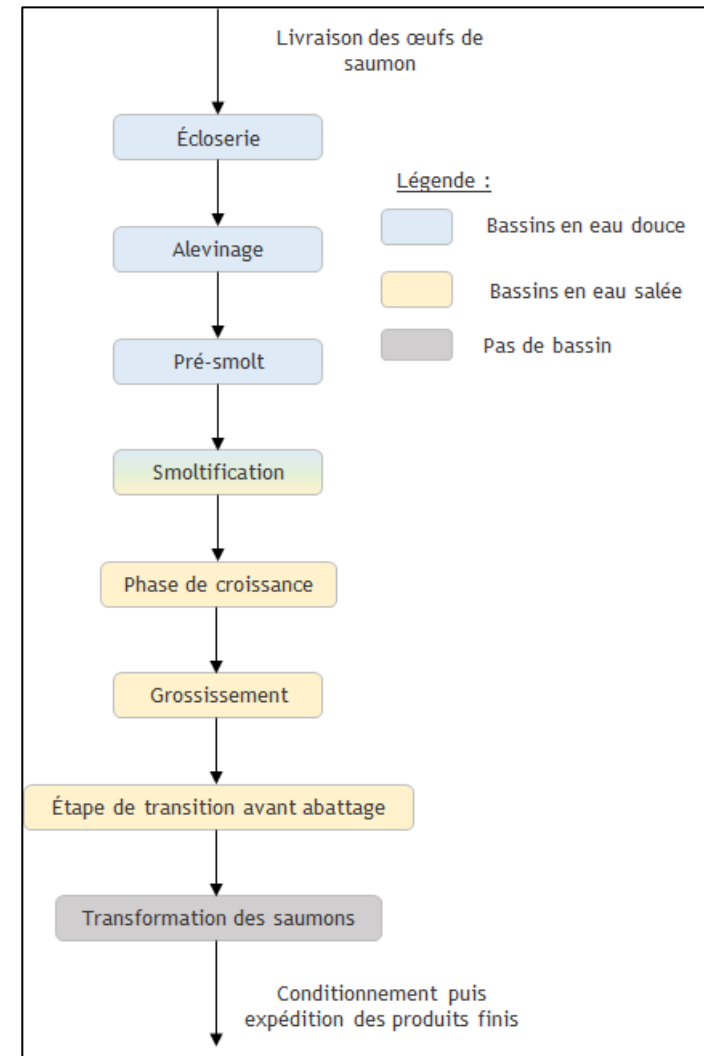 Livraison des œufs de
saumon
Écloserie
Légende :
Bassins en eau douce
Alevinage
Bassins en eau salée
Pas de bassin
Pré-smolt
Smoltification
Phase de croissance
Grossissement
Étape de transition avant abattage
Transformation des saumons
Conditionnement puis
expédition des produits finis